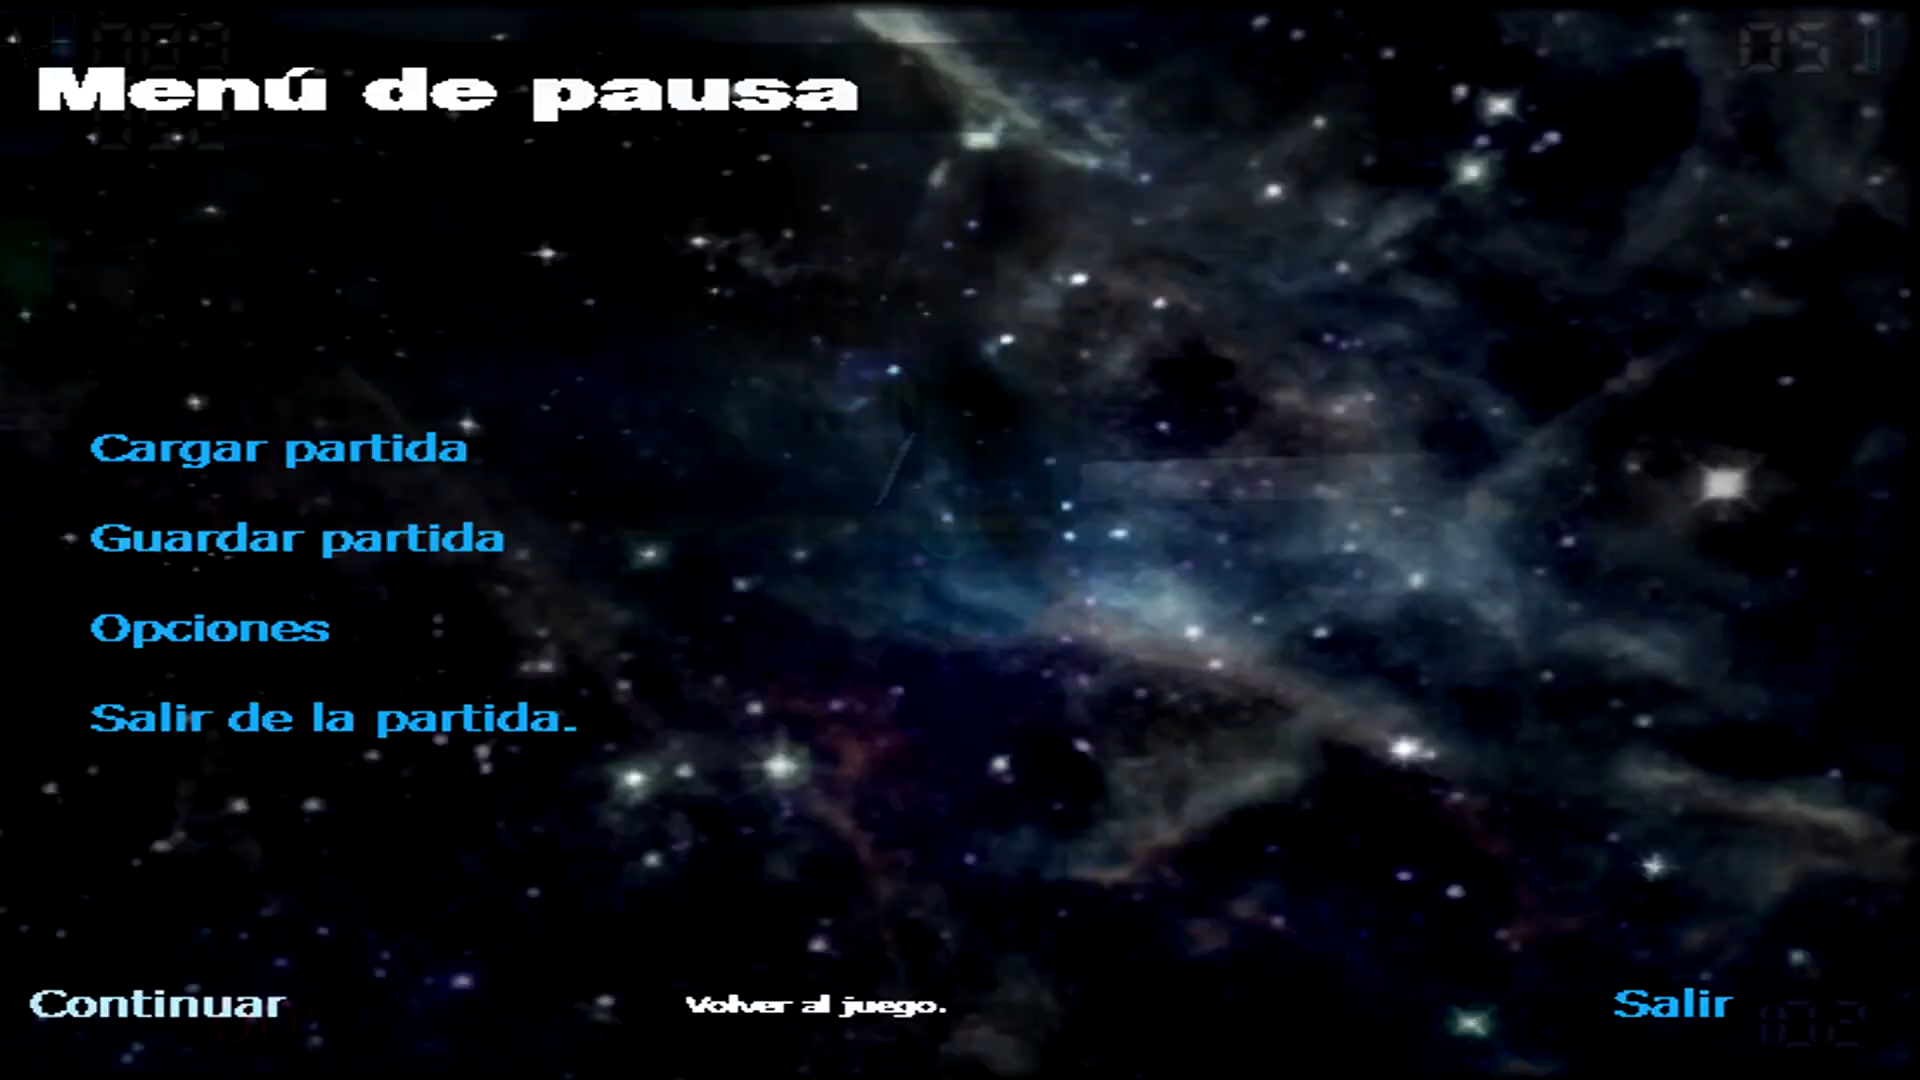 Menú de pausa
Cargar partida
Guardar partida
Opciones
Salir de la partida.
Continuar
Volver al juego.
Salir